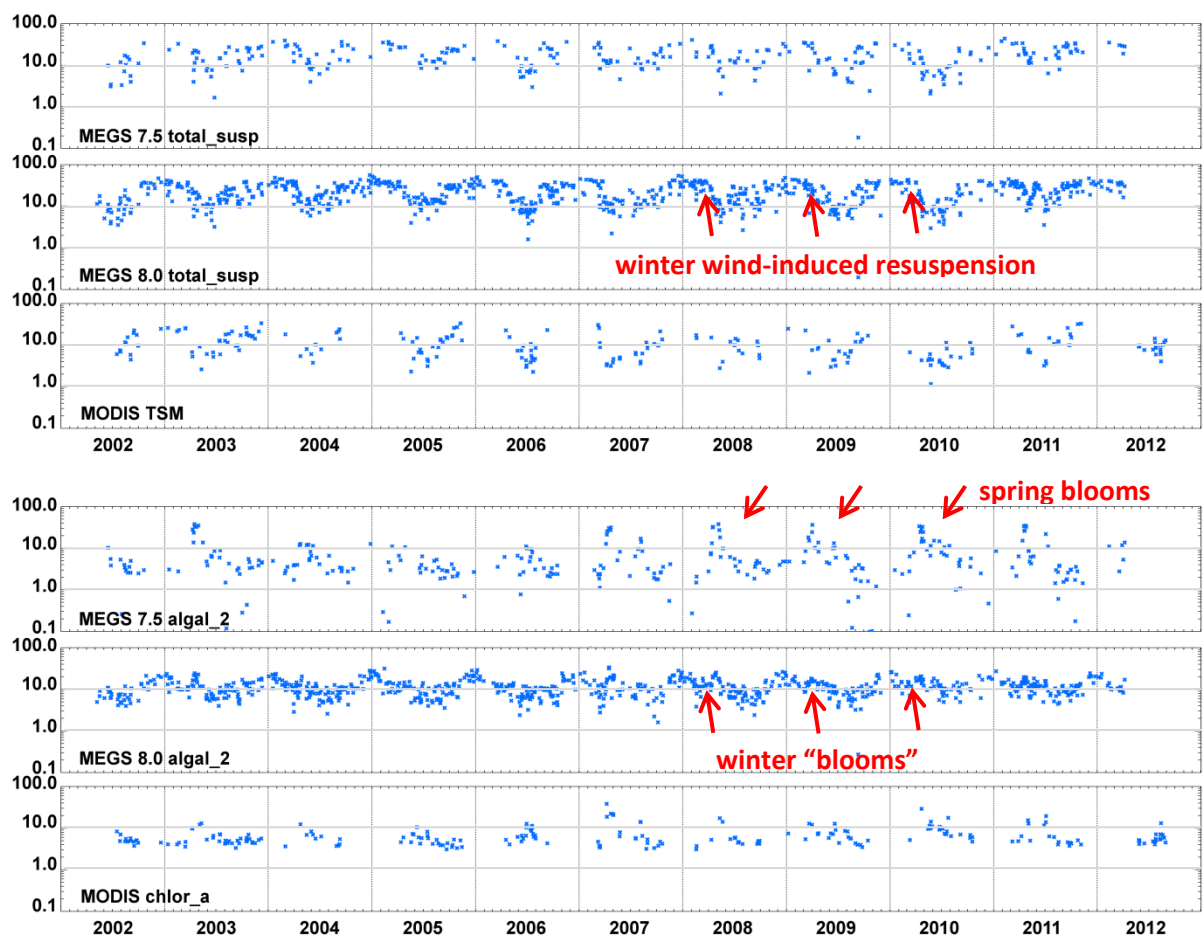 100.0
10.0
1.0
0.1
MEGS 7.5 total_susp
100.0
10.0
1.0
0.1
winter wind-induced resuspension
MEGS 8.0 total_susp
100.0
10.0
1.0
0.1
MODIS TSM
2002 2003 2004 2005 2006 2007 2008 2009 2010 2011 2012
spring blooms
100.0
10.0
1.0
0.1
MEGS 7.5 algal_2
100.0
10.0
1.0
0.1
winter “blooms”
MEGS 8.0 algal_2
100.0
10.0
1.0
0.1
MODIS chlor_a
2002 2003 2004 2005 2006 2007 2008 2009 2010 2011 2012